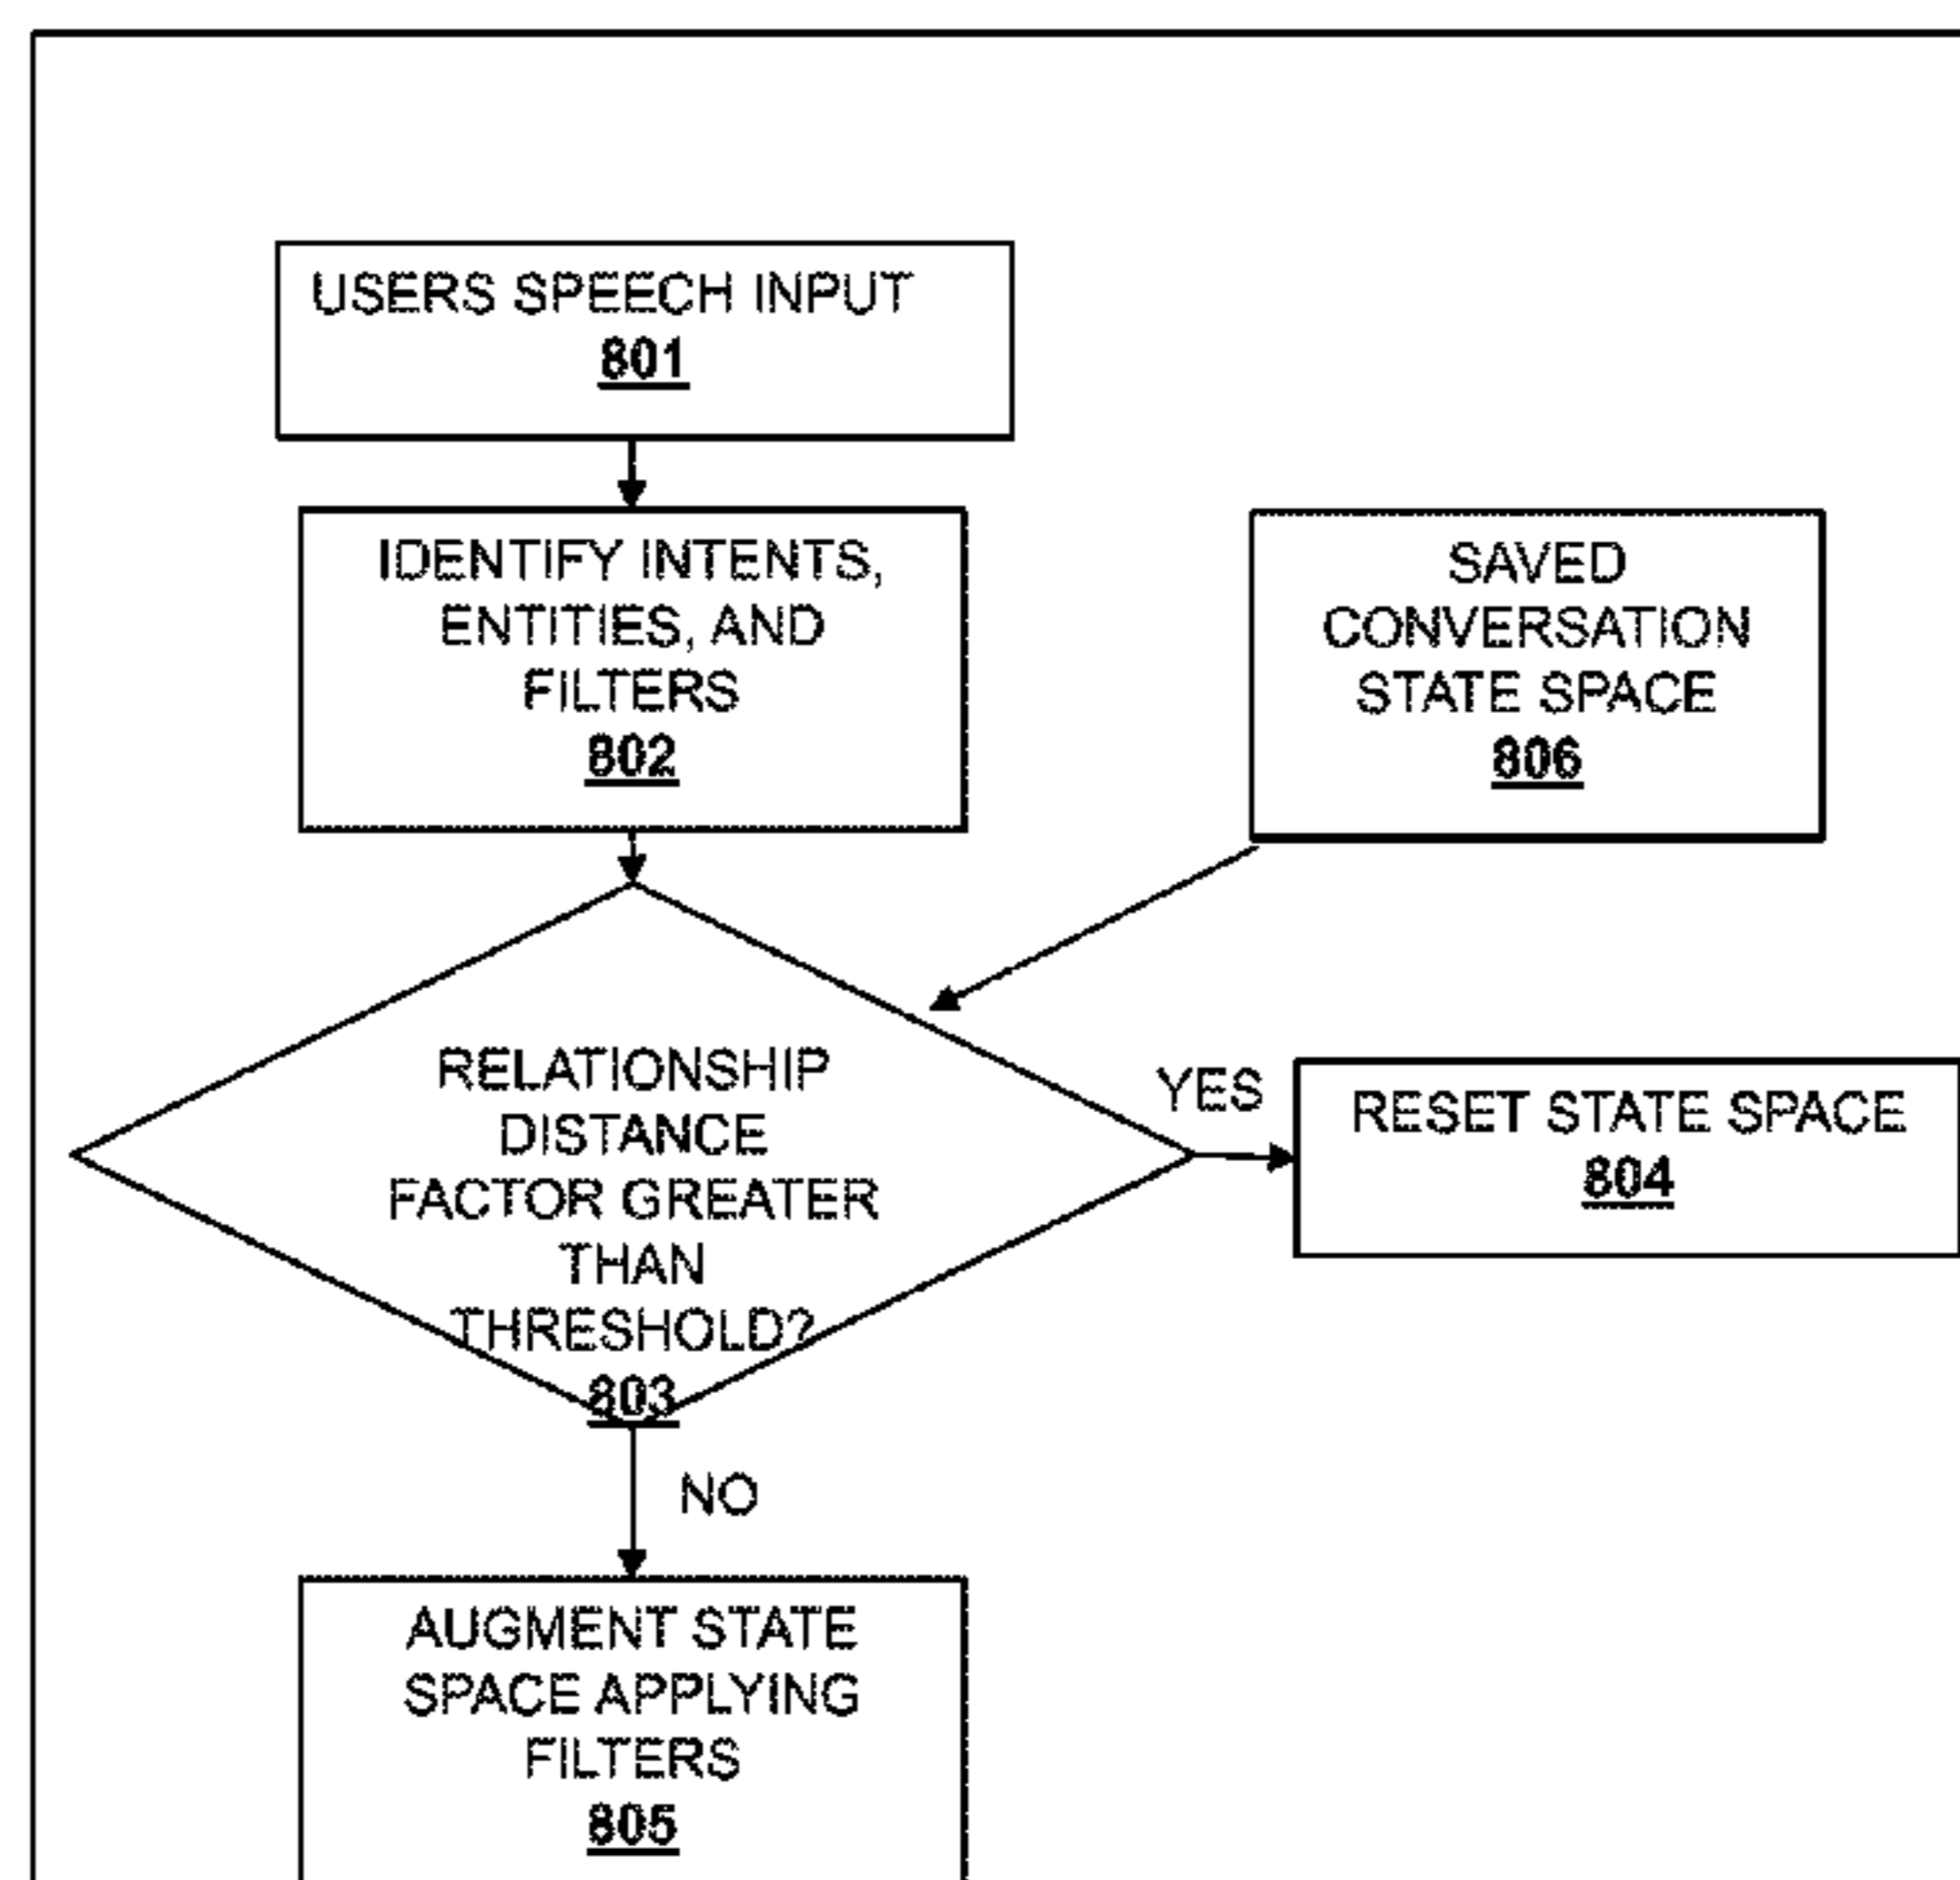 USERS SPEECH INPUT
801
IDENTIFY INTENTS,
ENTITIES, AND
FILTERS
802
SAVED
CONVERSATION
STATE SPACE
806
RELATIONSHIP
DISTANCE
FACTOR GREATER
THAN
THRESHOLD?
803
YES
RESET STATE SPACE
804
NO
AUGMENT STATE
SPACE APPLYING
FILTERS
805